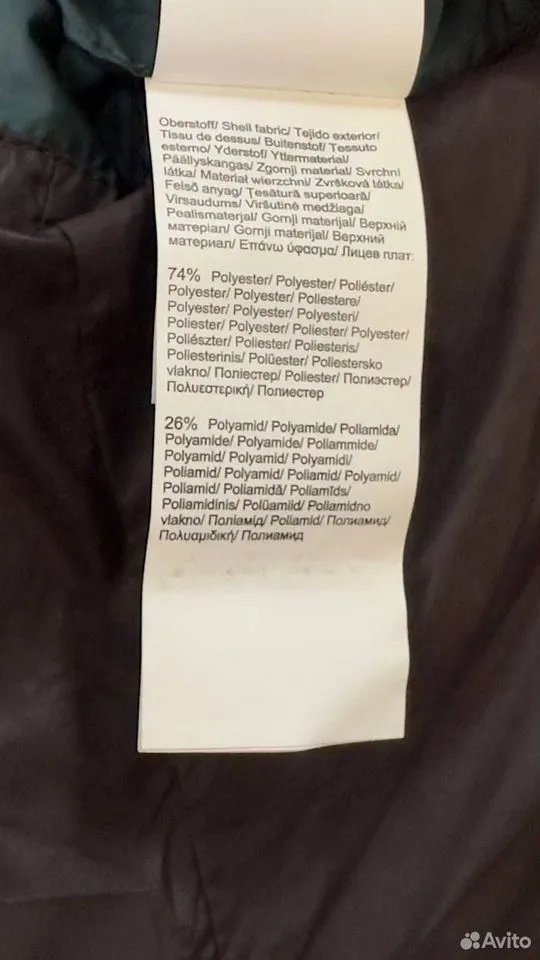 Oberstoff/ Shell fabric/ Tejido exterior/
Tissu de dessus/ Buitenstof/ Tessuto
esterno/ Yderstof/ Yttermaterial/
Päällyskangas/ Zgornji material/ Svrchní
látka/ Materiał wierzchni/ Zvršková látka/
Felső anyag/ Țesătură superioară/
Virsaudums/ Viršutinė medžiaga/
Pealismaterjal/ Gornji materijal/ Верхній
матеріал/ Gornji materijal/ Верхний
материал/ Επάνω ύφασμα/ Лицев плат:
74% Polyester/ Polyester/ Poliéster/
Polyester/ Polyester/ Poliestere/
Polyester/ Polyester/ Polyesteri/
Poliester/ Polyester/ Poliester/ Polyester/
Poliészter/ Poliester/ Poliesteris/
Poliesterinis/ Polüester/ Poliestersko
vlakno/ Поліестер/ Poliester/ Полиэстер/
Πολυεστερική/ Полиестер
26% Polyamid/ Polyamide/ Poliamida/
Polyamide/ Polyamide/ Poliammide/
Polyamid/ Polyamid/ Polyamidi/
Poliamid/ Polyamid/ Poliamid/ Polyamid/
Poliamid/ Poliamidă/ Poliamīds/
Poliamidinis/ Polüamiid/ Poliamidno
vlakno/ Поліамід/ Poliamid/ Полиамид/
Πολυαμιδική/ Полиамид
Avito